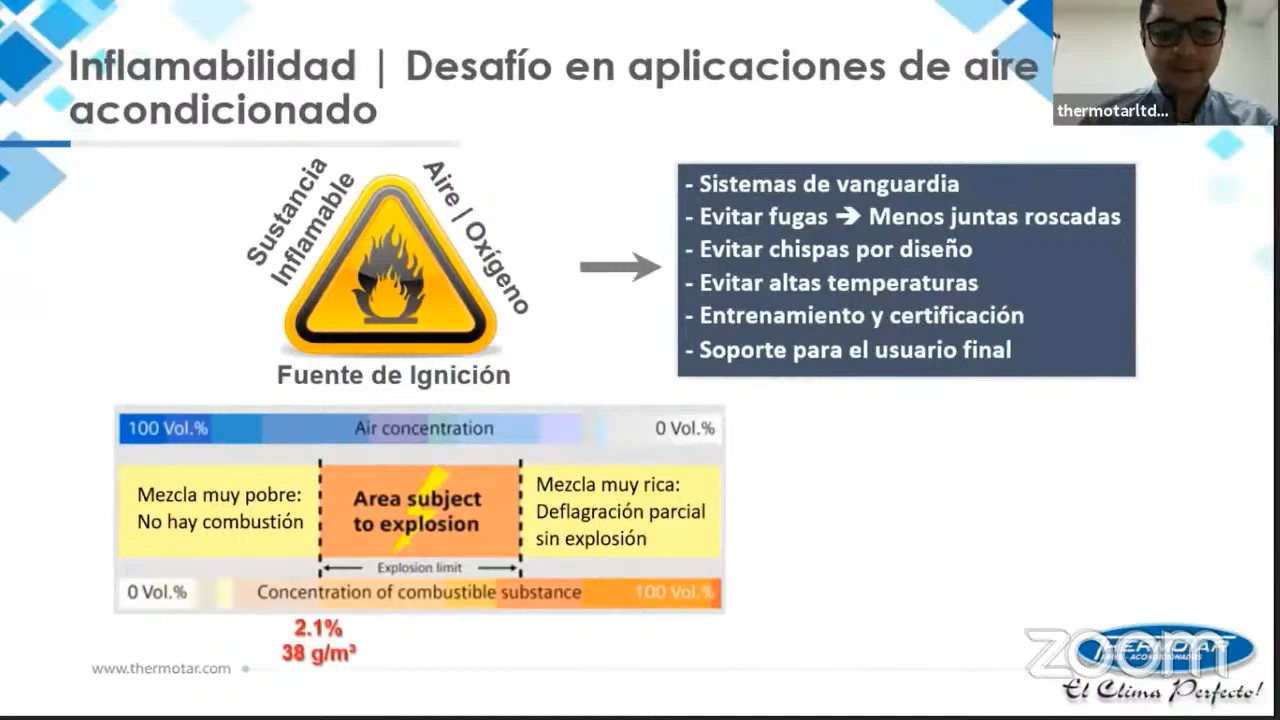 Inflamabilidad | Desafío en aplicaciones de aire
acondicionado
thermotarltd...
Sustancia
Inflamable
Aire | Oxígeno
Fuente de Ignición
- Sistemas de vanguardia
- Evitar fugas ➔ Menos juntas roscadas
- Evitar chispas por diseño
- Evitar altas temperaturas
- Entrenamiento y certificación
- Soporte para el usuario final
100 Vol.% Air concentration 0 Vol.%
Mezcla muy pobre:
No hay combustión
Area subject
to explosion
Mezcla muy rica:
Deflagración parcial
sin explosión
Explosion limit
0 Vol.% Concentration of combustible substance 100 Vol.%
2.1%
38 g/m³
www.thermotar.com
zoom
THERMOTAR
AIRES - ACONDICIONADOS
El Clima Perfecto!